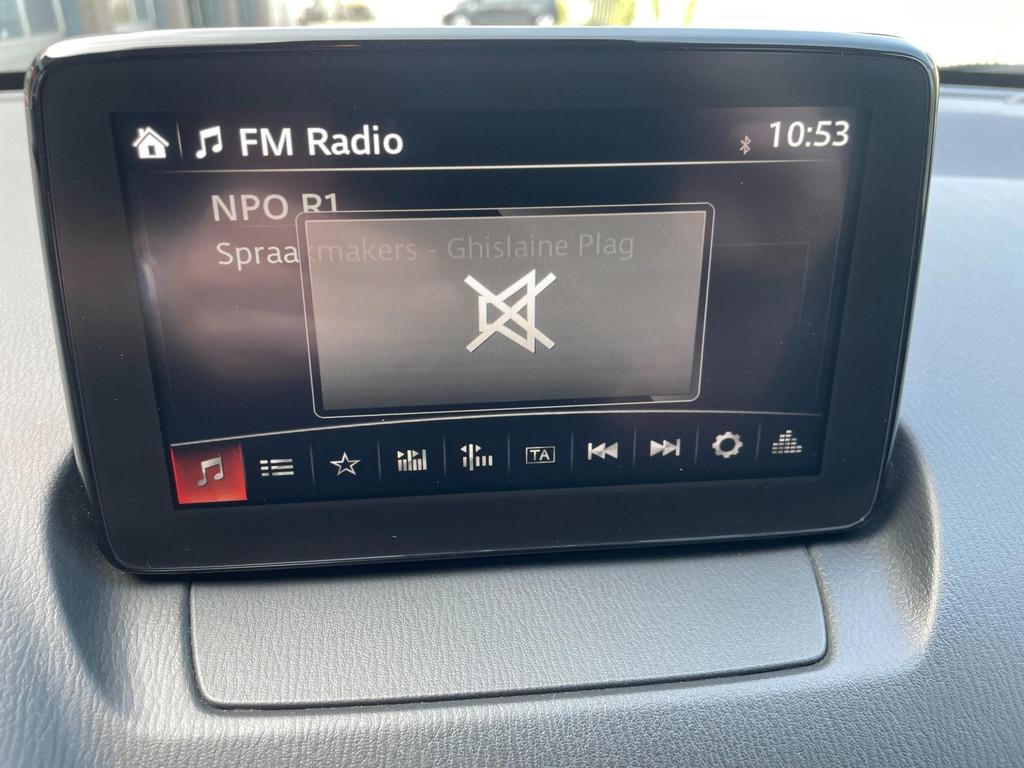 FM Radio
10:53
NPO R1
Spraakmakers - Ghislaine Plag
TA